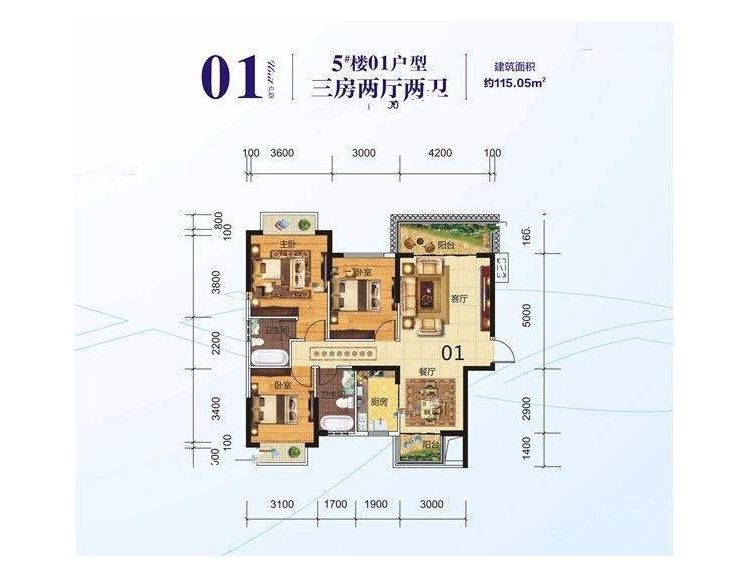 01
Unit
户型
5#楼01户型
三房两厅两卫
建筑面积
约115.05m²
100 3600 3000 4200 100
800
100
3800
2200
3400
100
5000
2900
1400
主卧
卧室
阳台
客厅
卫生间
01
餐厅
卧室
卫生间
厨房
阳台
3100 1700 1900 3000